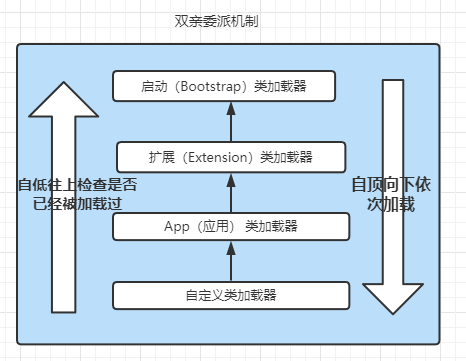 双亲委派机制
启动（Bootstrap）类加载器
扩展（Extension）类加载器
自低往上检查是否
已经被加载过
自顶向下依
次加载
App（应用） 类加载器
自定义类加载器